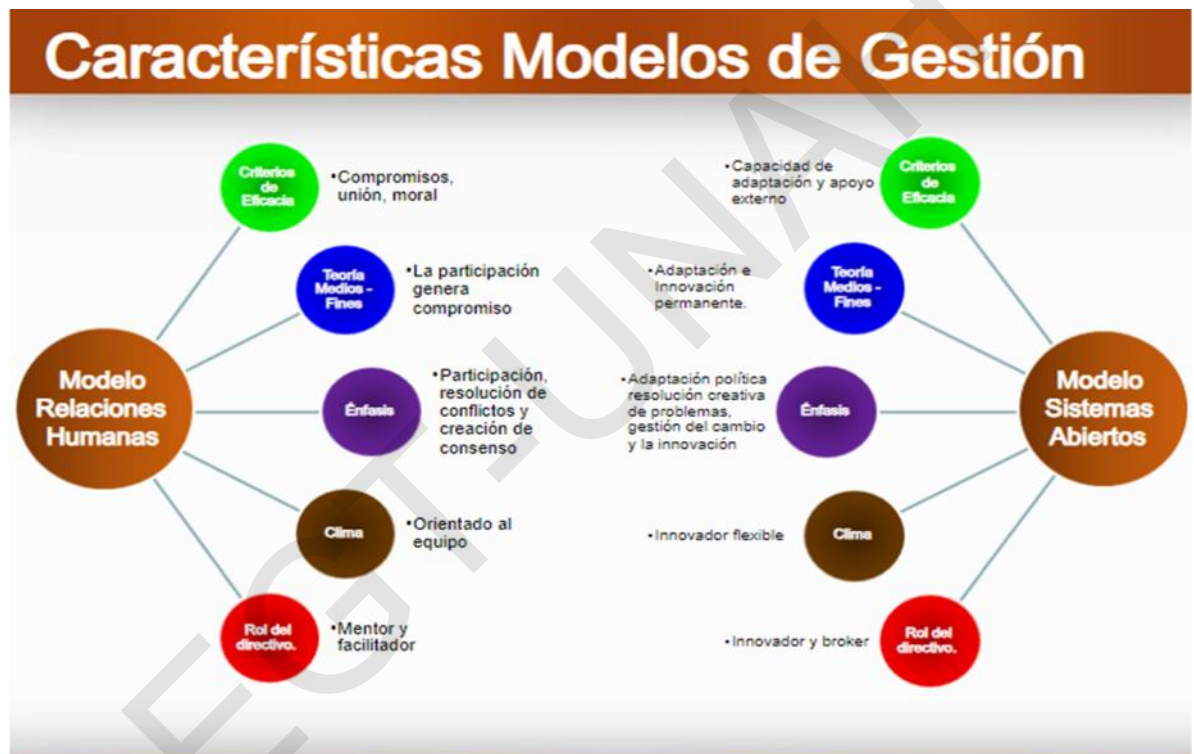 Características Modelos de Gestión
Modelo
Relaciones
Humanas
Criterios
de
Eficacia
•Compromisos,
unión, moral
Teoría
Medios -
Fines
•La participación
genera
compromiso
Énfasis
•Participación,
resolución de
conflictos y
creación de
consenso
Clima
•Orientado al
equipo
Rol del
directivo.
•Mentor y
facilitador
Modelo
Sistemas
Abiertos
Criterios
de
Eficacia
•Capacidad de
adaptación y apoyo
externo
Teoría
Medios -
Fines
•Adaptación e
Innovación
permanente.
Énfasis
•Adaptación política
resolución creativa
de problemas,
gestión del cambio
y la innovación
Clima
•Innovador flexible
Rol del
directivo.
•Innovador y broker
EGT-UNAH